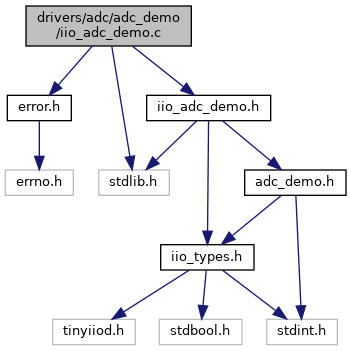 drivers/adc/adc_demo
/iio_adc_demo.c
error.h
iio_adc_demo.h
errno.h
stdlib.h
adc_demo.h
iio_types.h
tinyiiod.h
stdbool.h
stdint.h